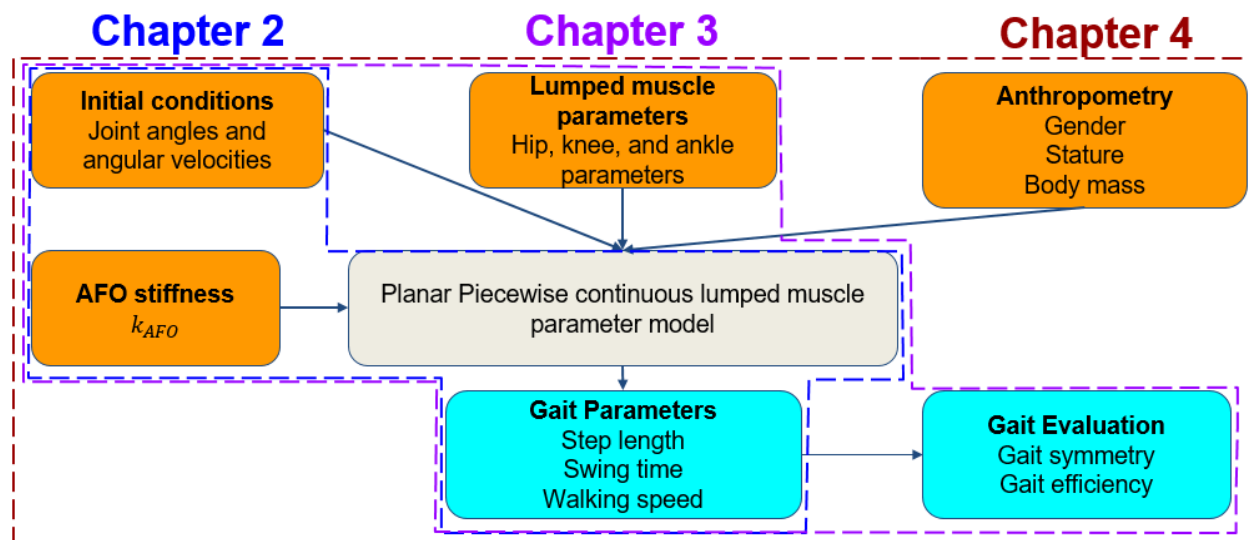 Chapter 2
Chapter 3
Chapter 4
Initial conditions
Joint angles and
angular velocities
Lumped muscle
parameters
Hip, knee, and ankle
parameters
Anthropometry
Gender
Stature
Body mass
AFO stiffness
k_AFO
Planar Piecewise continuous lumped muscle
parameter model
Gait Parameters
Step length
Swing time
Walking speed
Gait Evaluation
Gait symmetry
Gait efficiency